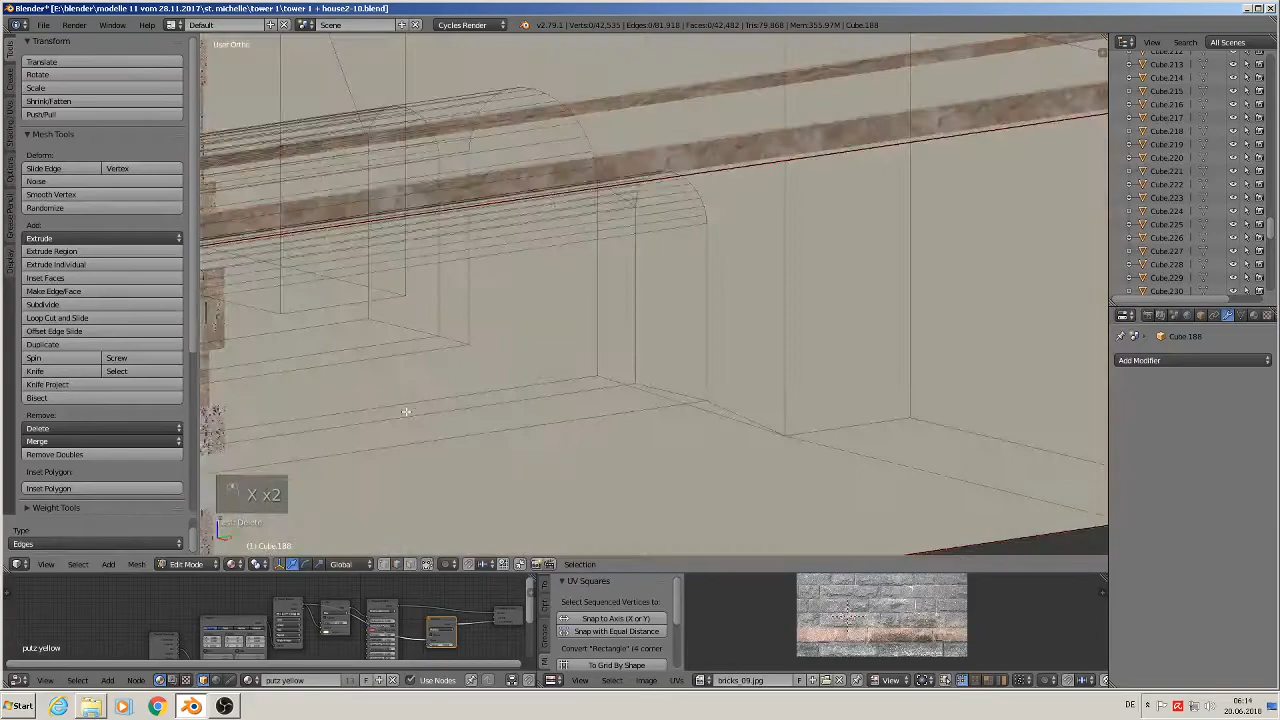 Blender* [E:\blender\modelle 11 vom 28.11.2017\st. michelle\tower 1\tower 1 + house2-10.blend]
File Render Window Help Default Scene Cycles Render v2.79.1 | Verts:0/42,535 | Edges:0/81,918 | Faces:0/42,482 | Tris:79,868 | Mem:355.97M | Cube.188
Transform
Translate
Rotate
Scale
Shrink/Fatten
Push/Pull
Mesh Tools
Deform:
Slide Edge Vertex
Noise
Smooth Vertex
Randomize
Add:
Extrude
Extrude Region
Extrude Individual
Inset Faces
Make Edge/Face
Subdivide
Loop Cut and Slide
Offset Edge Slide
Duplicate
Spin Screw
Knife Select
Knife Project
Bisect
Remove:
Delete
Merge
Remove Doubles
Inset Polygon:
Inset Polygon
Weight Tools
Type
Edges
Tools
Create
UVs
Options
Grease Pencil
Display
User Ortho
X x2
(1) Cube.188
View Select Add Mesh Edit Mode Global Selection
View Search All Scenes
Cube.213
Cube.214
Cube.215
Cube.216
Cube.217
Cube.218
Cube.219
Cube.220
Cube.221
Cube.222
Cube.223
Cube.224
Cube.225
Cube.226
Cube.227
Cube.228
Cube.229
Cube.230
Cube.188
Add Modifier
putz yellow
UV Squares
Select Sequenced Vertices to:
Snap to Axis (X or Y)
Snap with Equal Distance
Convert "Rectangle" (4 corner
To Grid By Shape
View Select Add Node putz yellow 13 F Use Nodes
View Select Image UVs bricks_09.jpg F View
Start DE 06:14
20.06.2018